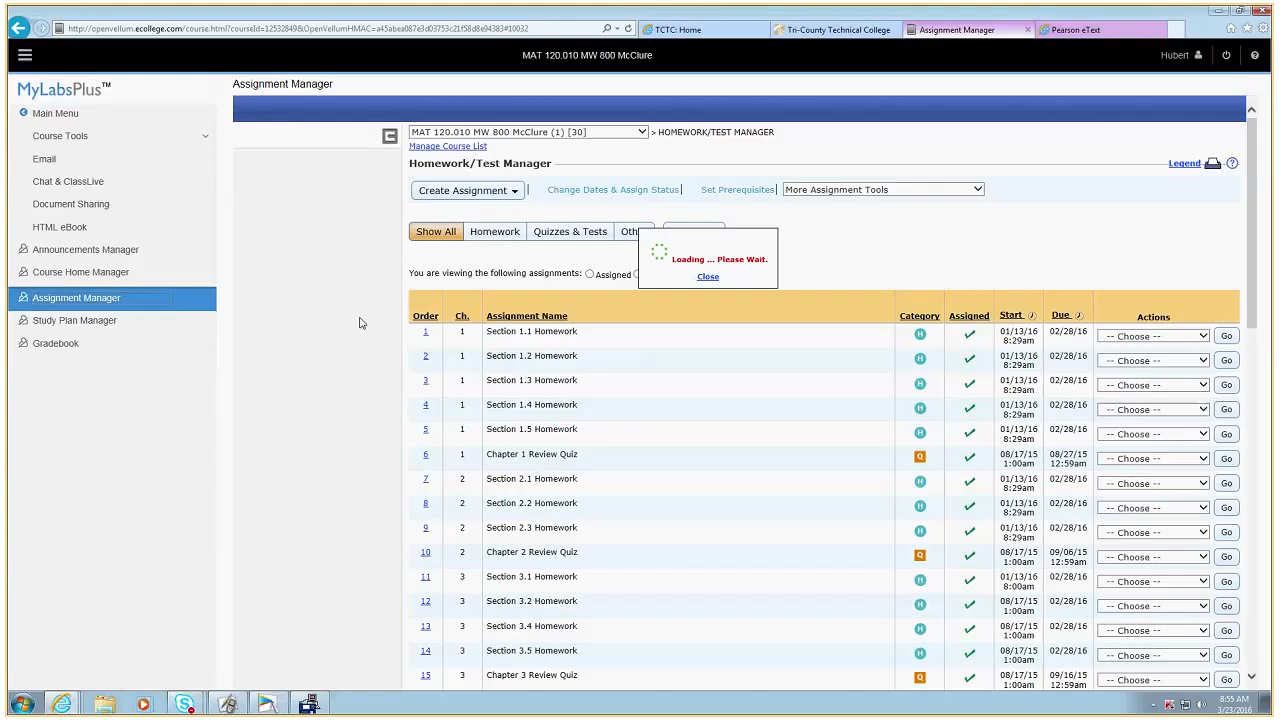 http://openvellum.ecollege.com/course.html?courseId=12532849&OpenVellumHMAC=a45abea087e3d03753c21f58d8e94383#10032
TCTC: Home
Tri-County Technical College
Assignment Manager
Pearson eText
MAT 120.010 MW 800 McClure
Hubert
MyLabsPlus™
Main Menu
Course Tools
Email
Chat & ClassLive
Document Sharing
HTML eBook
Announcements Manager
Course Home Manager
Assignment Manager
Study Plan Manager
Gradebook
Assignment Manager
MAT 120.010 MW 800 McClure (1) [30] > HOMEWORK/TEST MANAGER
Manage Course List
Homework/Test Manager
Legend
Create Assignment
Change Dates & Assign Status
Set Prerequisites
More Assignment Tools
Show All
Homework
Quizzes & Tests
Oth
Loading ... Please Wait.
Close
You are viewing the following assignments: Assigned
Order Ch. Assignment Name Category Assigned Start Due Actions
1 1 Section 1.1 Homework H 01/13/16 8:29am 02/28/16 -- Choose -- Go
2 1 Section 1.2 Homework H 01/13/16 8:29am 02/28/16 -- Choose -- Go
3 1 Section 1.3 Homework H 01/13/16 8:29am 02/28/16 -- Choose -- Go
4 1 Section 1.4 Homework H 01/13/16 8:29am 02/28/16 -- Choose -- Go
5 1 Section 1.5 Homework H 01/13/16 8:29am 02/28/16 -- Choose -- Go
6 1 Chapter 1 Review Quiz Q 08/17/15 1:00am 08/27/15 12:59am -- Choose -- Go
7 2 Section 2.1 Homework H 01/13/16 8:29am 02/28/16 -- Choose -- Go
8 2 Section 2.2 Homework H 01/13/16 8:29am 02/28/16 -- Choose -- Go
9 2 Section 2.3 Homework H 01/13/16 8:29am 02/28/16 -- Choose -- Go
10 2 Chapter 2 Review Quiz Q 08/17/15 1:00am 09/06/15 12:59am -- Choose -- Go
11 3 Section 3.1 Homework H 01/13/16 8:00am 02/28/16 -- Choose -- Go
12 3 Section 3.2 Homework H 08/17/15 1:00am 02/28/16 -- Choose -- Go
13 3 Section 3.4 Homework H 08/17/15 1:00am 02/28/16 -- Choose -- Go
14 3 Section 3.5 Homework H 08/17/15 1:00am 02/28/16 -- Choose -- Go
15 3 Chapter 3 Review Quiz Q 08/17/15 09/16/15 -- Choose -- Go
8:55 AM
3/23/2016